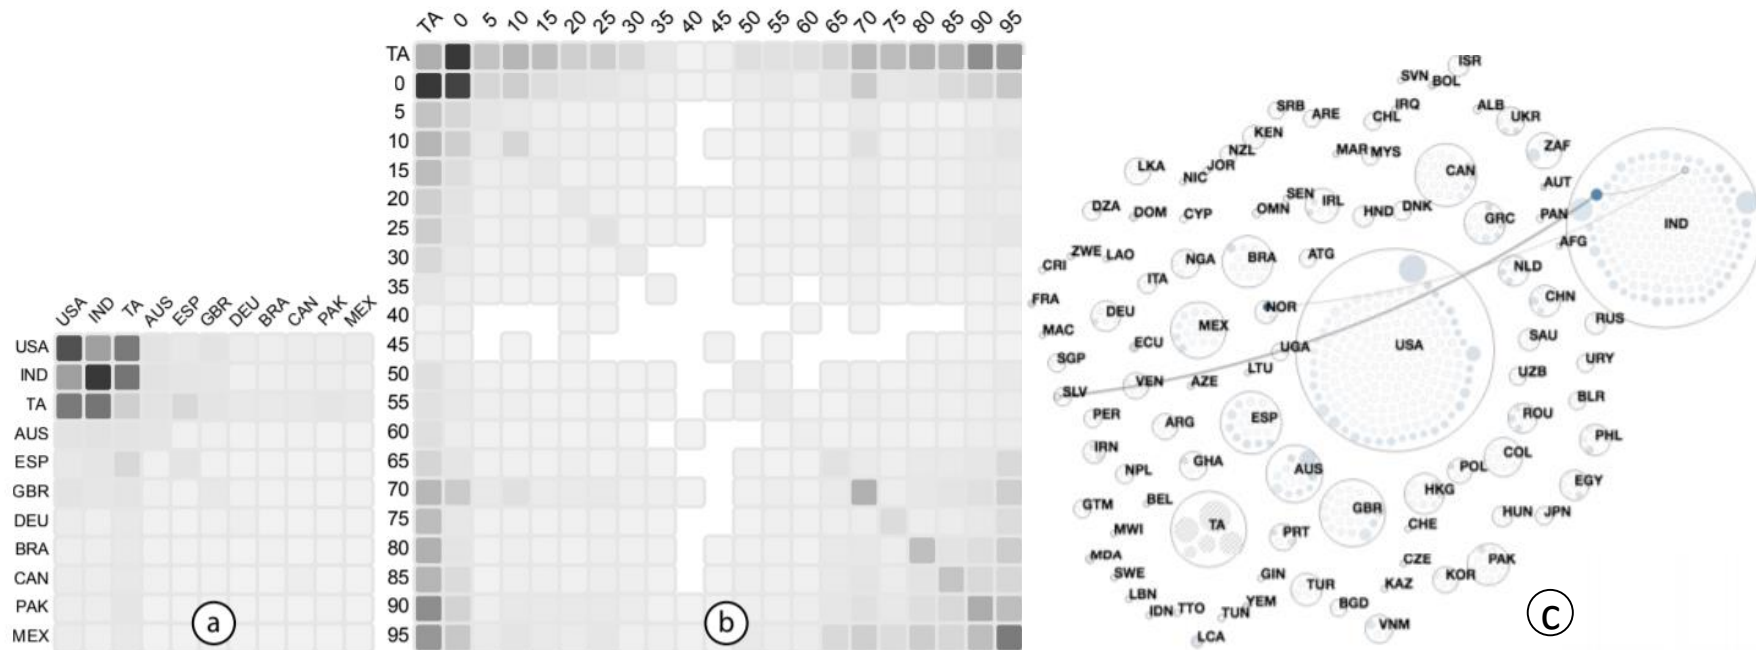 USA IND TA AUS ESP GBR DEU BRA CAN PAK MEX
USA
IND
TA
AUS
ESP
GBR
DEU
BRA
CAN
PAK
MEX
a
TA 0 5 10 15 20 25 30 35 40 45 50 55 60 65 70 75 80 85 90 95
TA
0
5
10
15
20
25
30
35
40
45
50
55
60
65
70
75
80
85
90
95
b
ISR
SVN BOL
SRB ARE CHL IRQ ALB UKR
KEN
NZL MAR MYS ZAF
LKA NIC JOR CAN AUT
DZA DOM CYP OMN SEN IRL HND DNK GRC PAN IND
CRI ZWE LAO ITA NGA BRA ATG NLD AFG
FRA DEU MEX NOR CHN RUS
MAC ECU UGA USA SAU
SGP LTU UZB URY
SLV VEN AZE BLR
PER ARG ESP ROU PHL
IRN NPL GHA AUS POL COL
GTM BEL HKG EGY
MWI TA PRT GBR CHE HUN JPN
MDA SWE GIN CZE PAK
LBN TUR KAZ KOR
IDN TTO TUN YEM BGD
LCA VNM
c